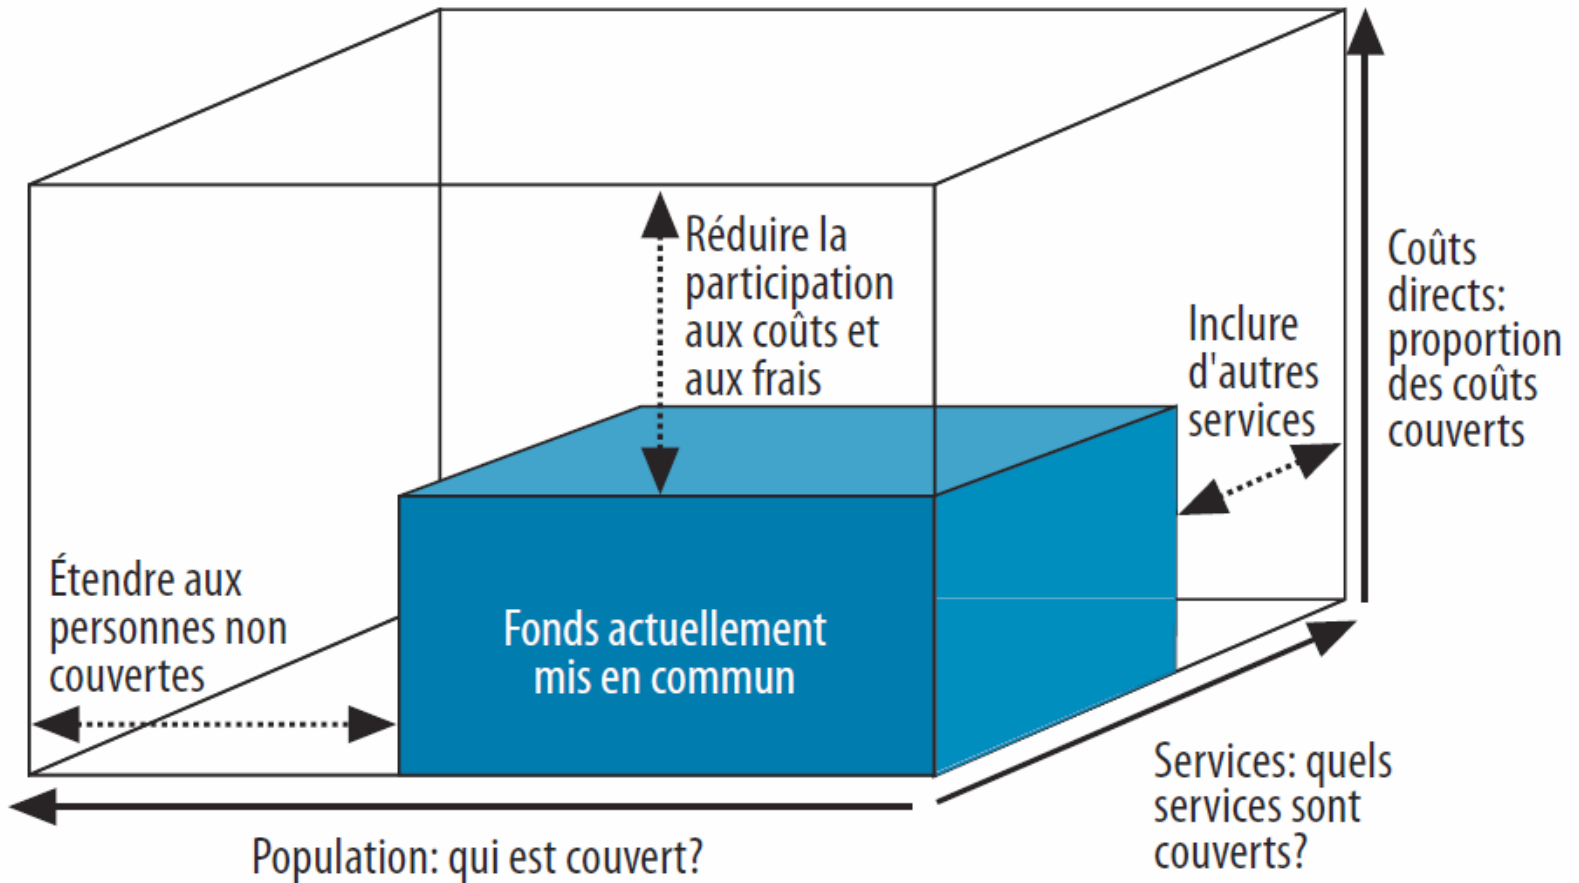 Réduire la
participation
aux coûts et
aux frais
Coûts
directs:
proportion
des coûts
couverts
Inclure
d'autres
services
Étendre aux
personnes non
couvertes
Fonds actuellement
mis en commun
Services: quels
services sont
couverts?
Population: qui est couvert?